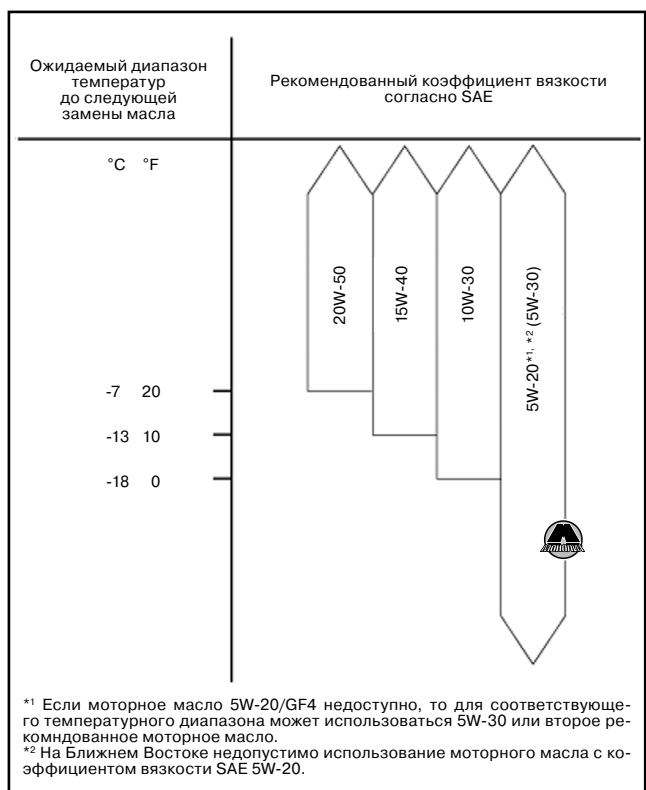 Ожидаемый диапазон
температур
до следующей
замены масла
Рекомендованный коэффициент вязкости
согласно SAE
°C °F
20W-50
15W-40
10W-30
5W-20*1, *2 (5W-30)
-7 20
-13 10
-18 0
*1 Если моторное масло 5W-20/GF4 недоступно, то для соответствующе-
го температурного диапазона может использоваться 5W-30 или второе ре-
комндованное моторное масло.
*2 На Ближнем Востоке недопустимо использование моторного масла с ко-
эффициентом вязкости SAE 5W-20.